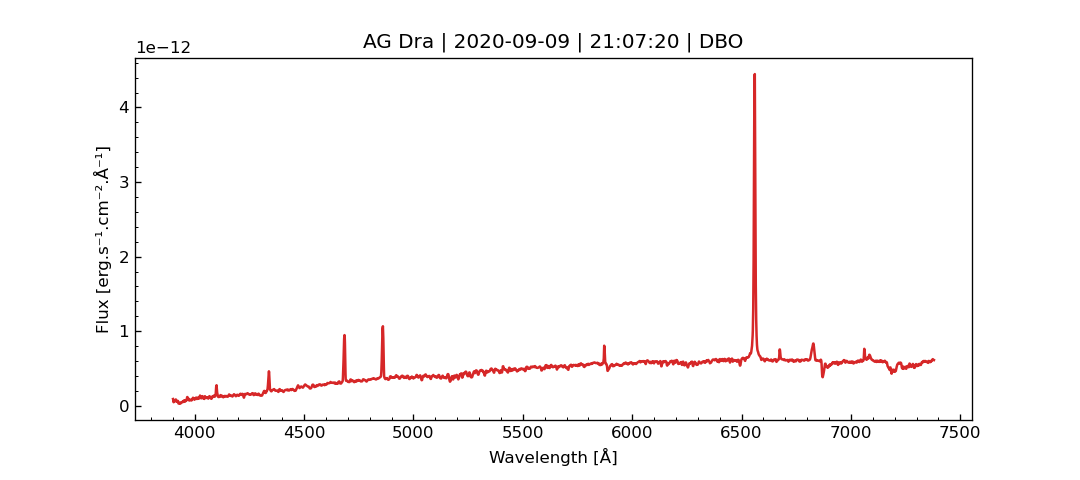 AG Dra | 2020-09-09 | 21:07:20 | DBO
1e−12
4
3
2
1
0
Flux [erg.s⁻¹.cm⁻².Å⁻¹]
4000 4500 5000 5500 6000 6500 7000 7500
Wavelength [Å]